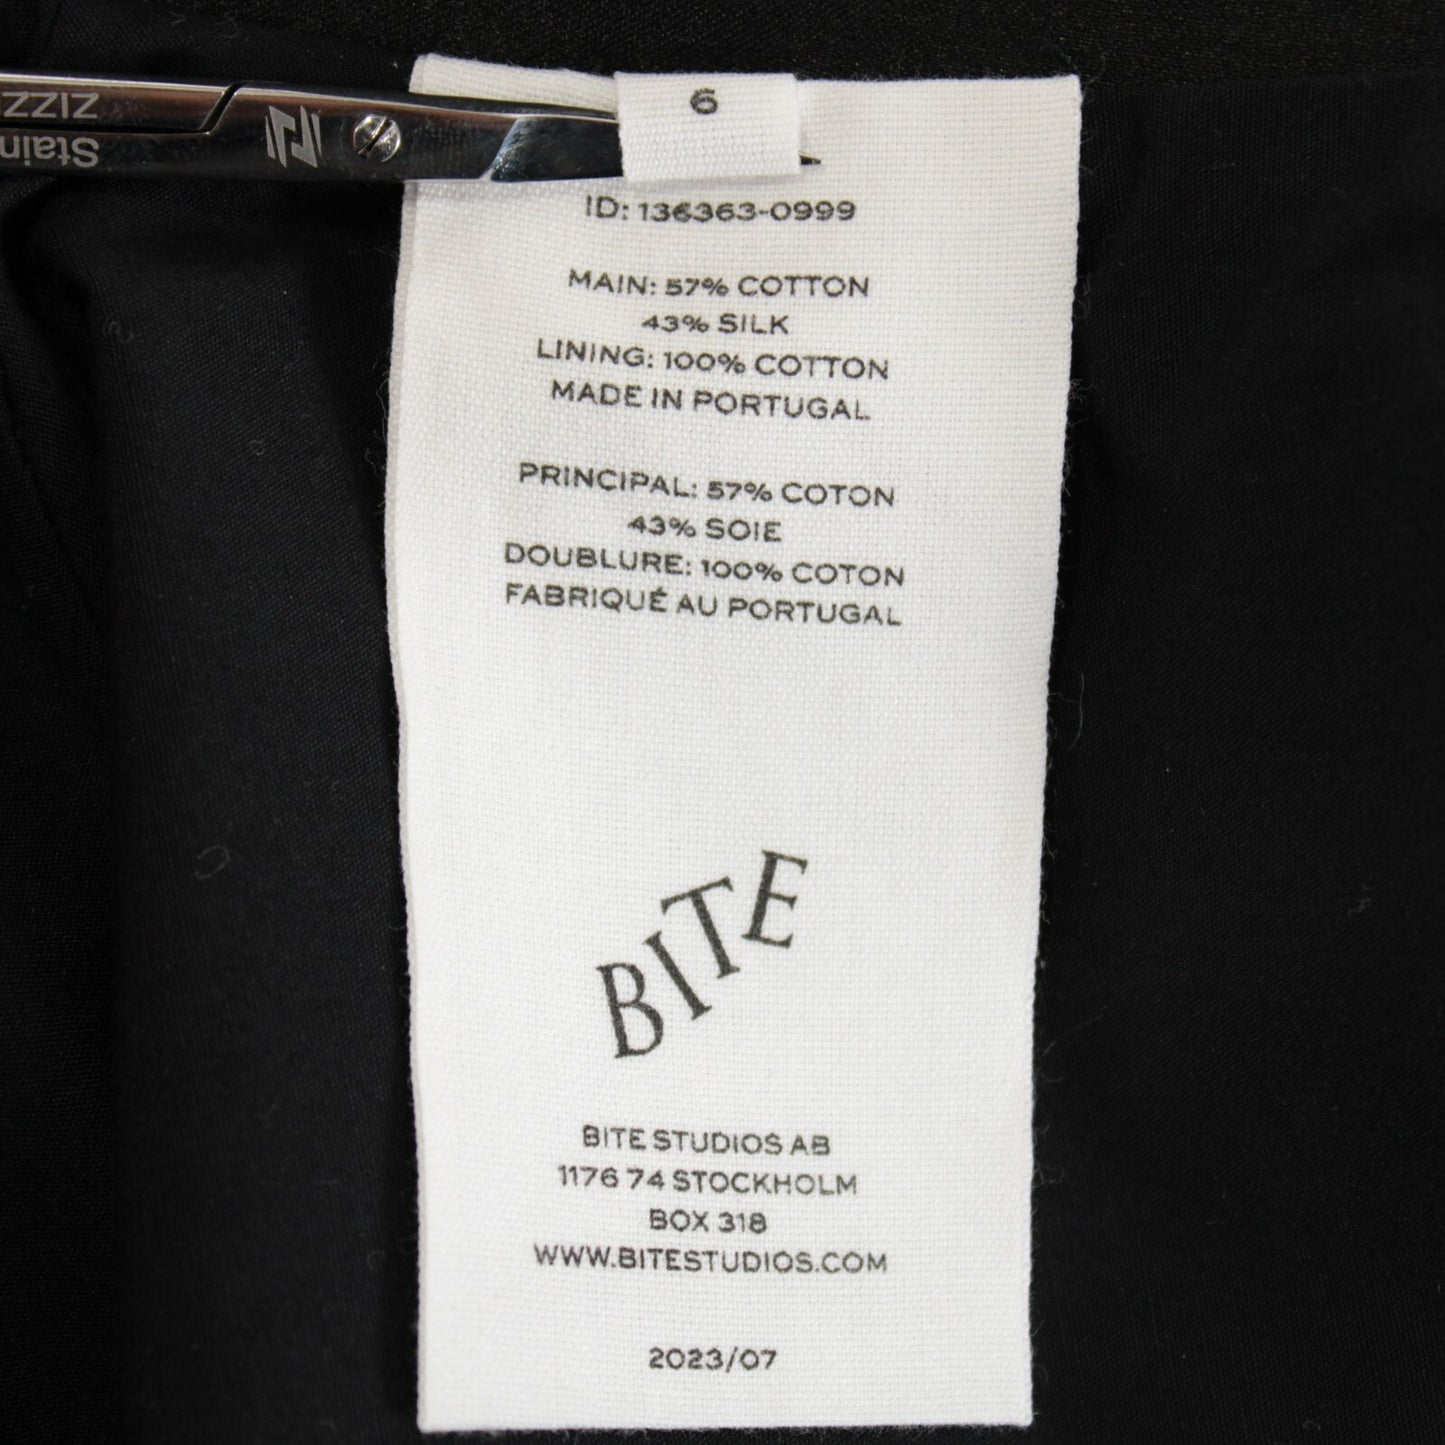 ZIZZ
Stain
6
ID: 136363-0999
MAIN: 57% COTTON
43% SILK
LINING: 100% COTTON
MADE IN PORTUGAL
PRINCIPAL: 57% COTON
43% SOIE
DOUBLURE: 100% COTON
FABRIQUÉ AU PORTUGAL
BITE
BITE STUDIOS AB
1176 74 STOCKHOLM
BOX 318
WWW.BITESTUDIOS.COM
2023/07